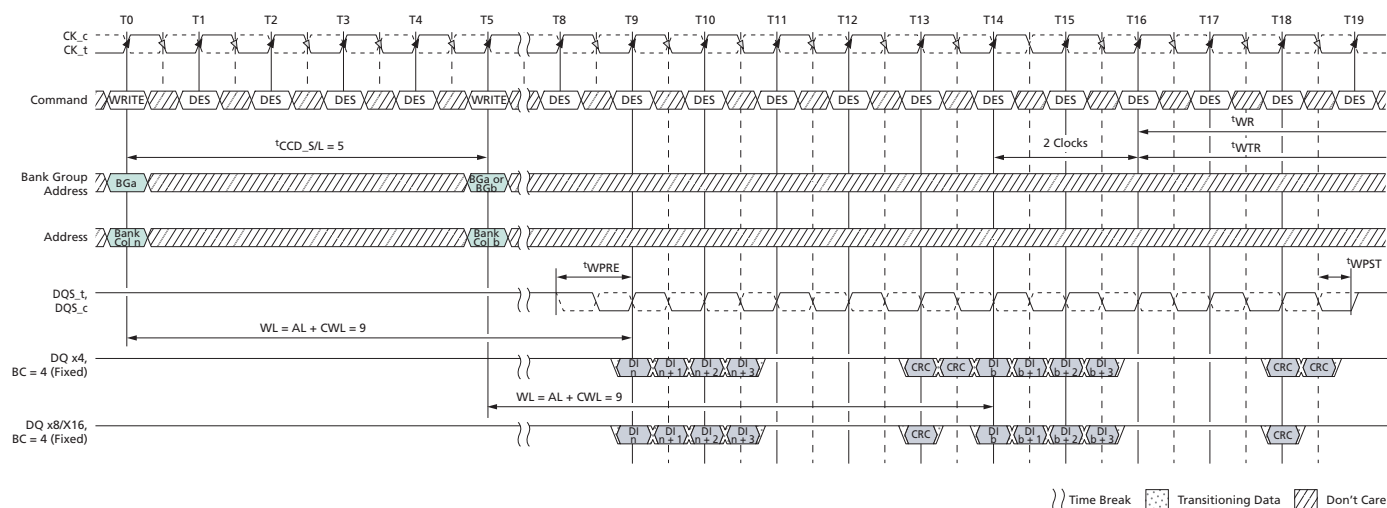 T0 T1 T2 T3 T4 T5 T8 T9 T10 T11 T12 T13 T14 T15 T16 T17 T18 T19
CK_c
CK_t
Command WRITE DES DES DES DES WRITE DES DES DES DES DES DES DES DES DES DES DES DES
tWR
tCCD_S/L = 5
2 Clocks
tWTR
Bank Group
Address
BGa
BGa or
BGb
Address
Bank
Col n
Bank
Col b
tWPRE
tWPST
DQS_t,
DQS_c
WL = AL + CWL = 9
DQ x4,
BC = 4 (Fixed)
DI
n
DI
n + 1
DI
n + 2
DI
n + 3
CRC
CRC
DI
b
DI
b + 1
DI
b + 2
DI
b + 3
CRC
CRC
WL = AL + CWL = 9
DQ x8/X16,
BC = 4 (Fixed)
DI
n
DI
n + 1
DI
n + 2
DI
n + 3
CRC
DI
b
DI
b + 1
DI
b + 2
DI
b + 3
CRC
Time Break Transitioning Data Don't Care